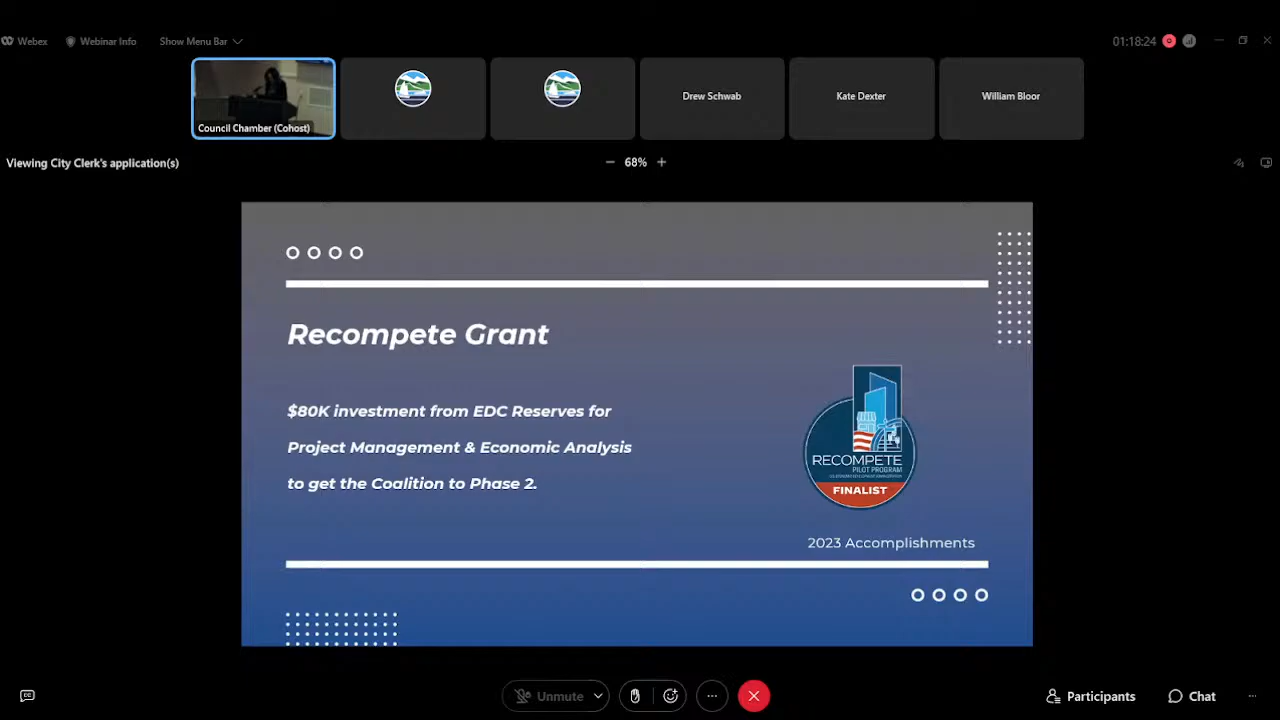 Webex
Webinar Info
Show Menu Bar
01:18:24
Council Chamber (Cohost)
Drew Schwab
Kate Dexter
William Bloor
Viewing City Clerk's application(s)
68%
Recompete Grant
$80K investment from EDC Reserves for
Project Management & Economic Analysis
to get the Coalition to Phase 2.
RECOMPETE
PILOT PROGRAM
FINALIST
2023 Accomplishments
Unmute
Participants
Chat